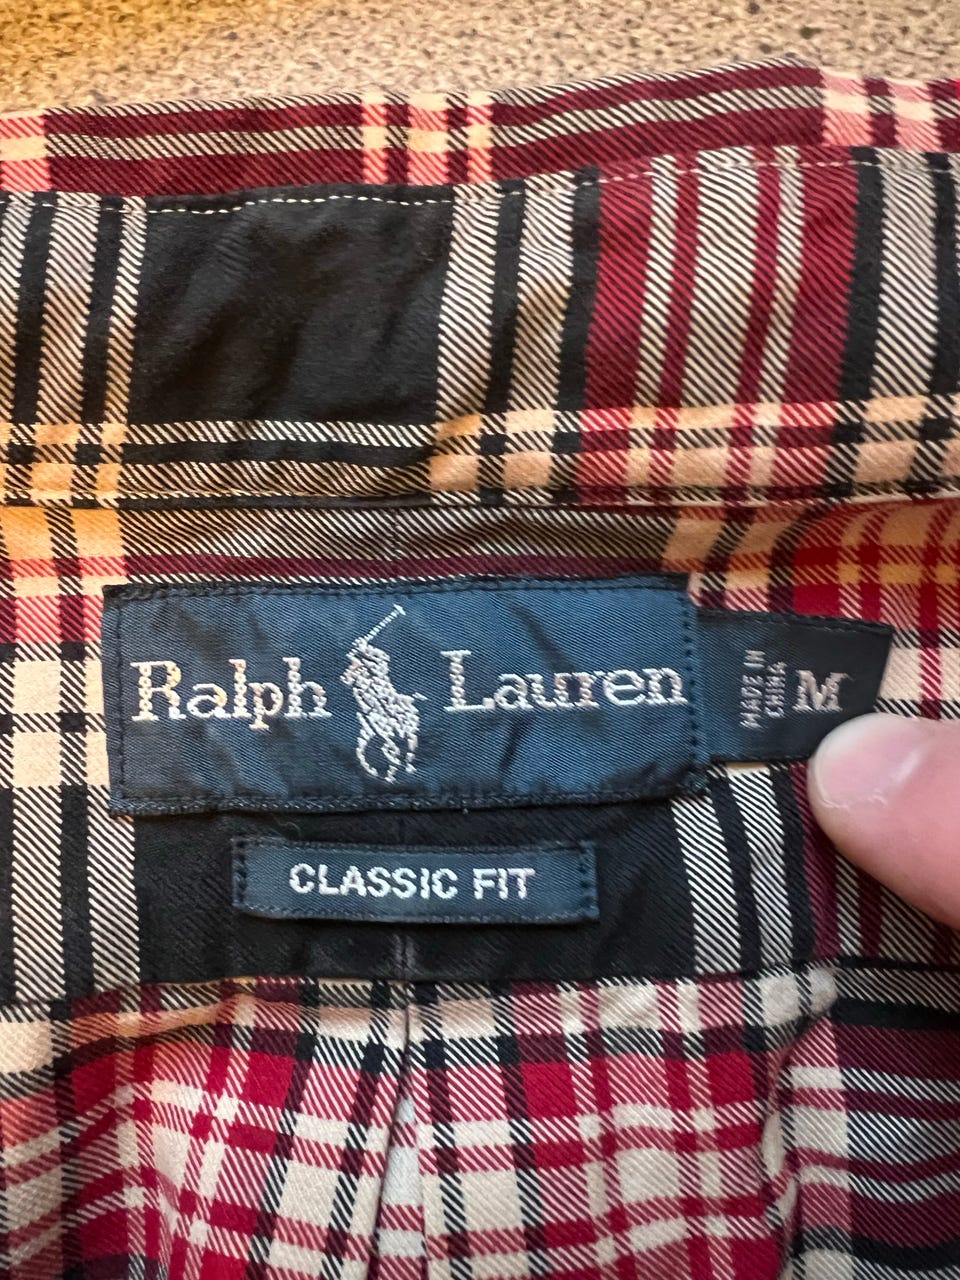 Ralph Lauren
MADE IN
CHINA
M
CLASSIC FIT